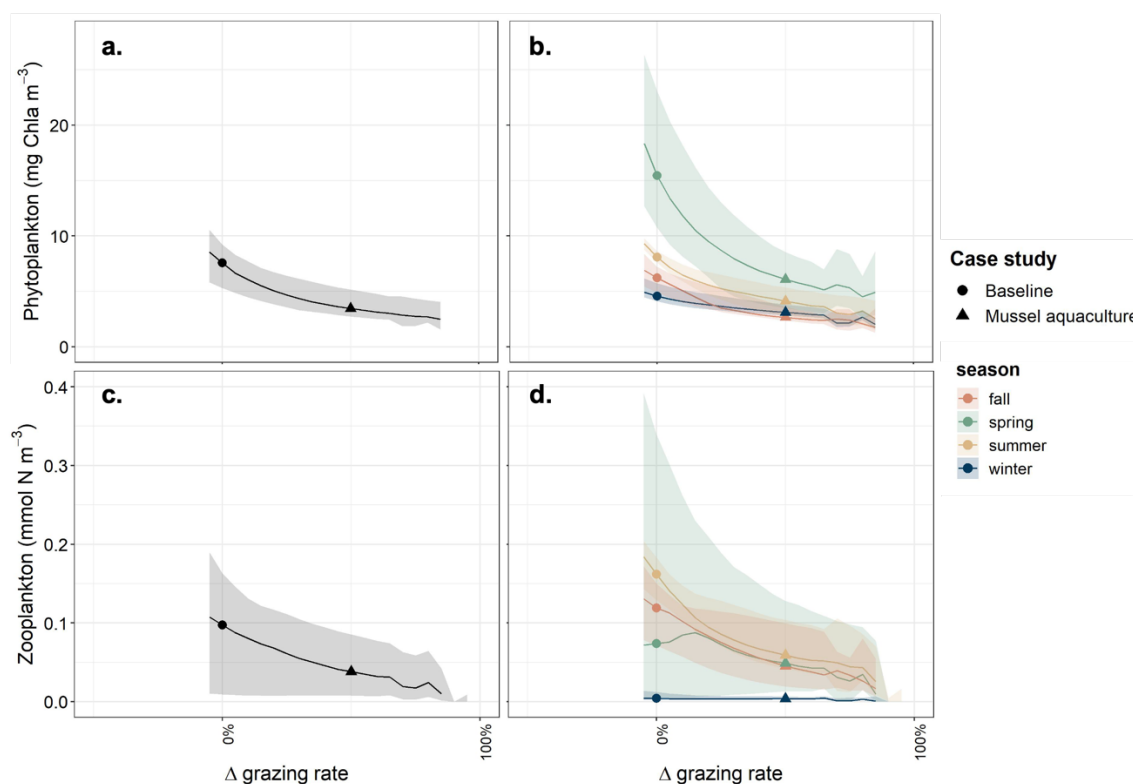 a.
b.
Phytoplankton (mg Chla m⁻³)
20
10
0
c.
d.
Zooplankton (mmol N m⁻³)
0.4
0.3
0.2
0.1
0.0
0%
100%
0%
100%
Δ grazing rate
Δ grazing rate
Case study
Baseline
Mussel aquaculture
season
fall
spring
summer
winter